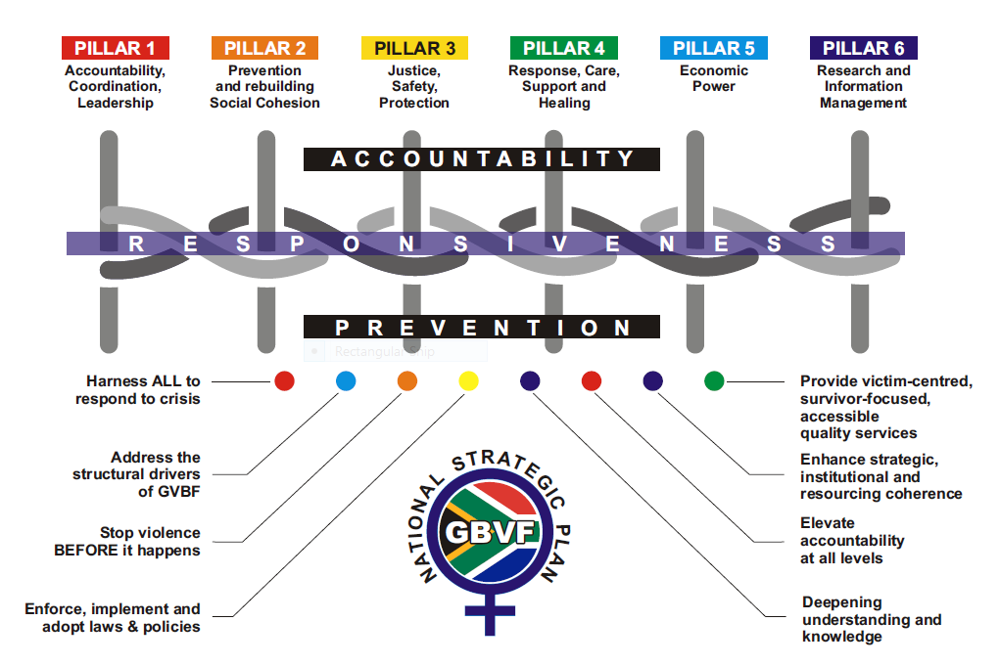 PILLAR 1
Accountability,
Coordination,
Leadership
PILLAR 2
Prevention
and rebuilding
Social Cohesion
PILLAR 3
Justice,
Safety,
Protection
PILLAR 4
Response, Care,
Support and
Healing
PILLAR 5
Economic
Power
PILLAR 6
Research and
Information
Management
ACCOUNTABILITY
RESPONSIVENESS
PREVENTION
Rectangular Snip
Harness ALL to
respond to crisis
Address the
structural drivers
of GVBF
Stop violence
BEFORE it happens
Enforce, implement and
adopt laws & policies
NATIONAL STRATEGIC PLAN
GBVF
Provide victim-centred,
survivor-focused,
accessible
quality services
Enhance strategic,
institutional and
resourcing coherence
Elevate
accountability
at all levels
Deepening
understanding and
knowledge